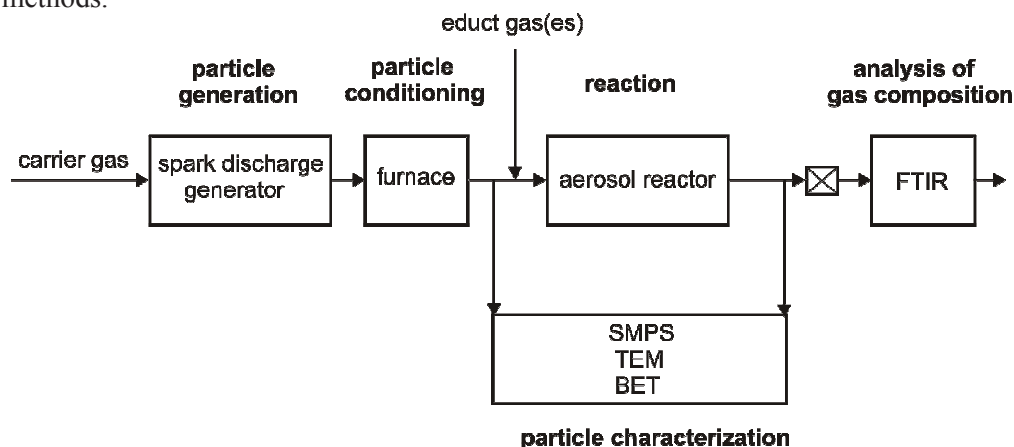 methods.
educt gas(es)
particle
generation
particle
conditioning
reaction
analysis of
gas composition
carrier gas
spark discharge
generator
furnace
aerosol reactor
FTIR
SMPS
TEM
BET
particle characterization